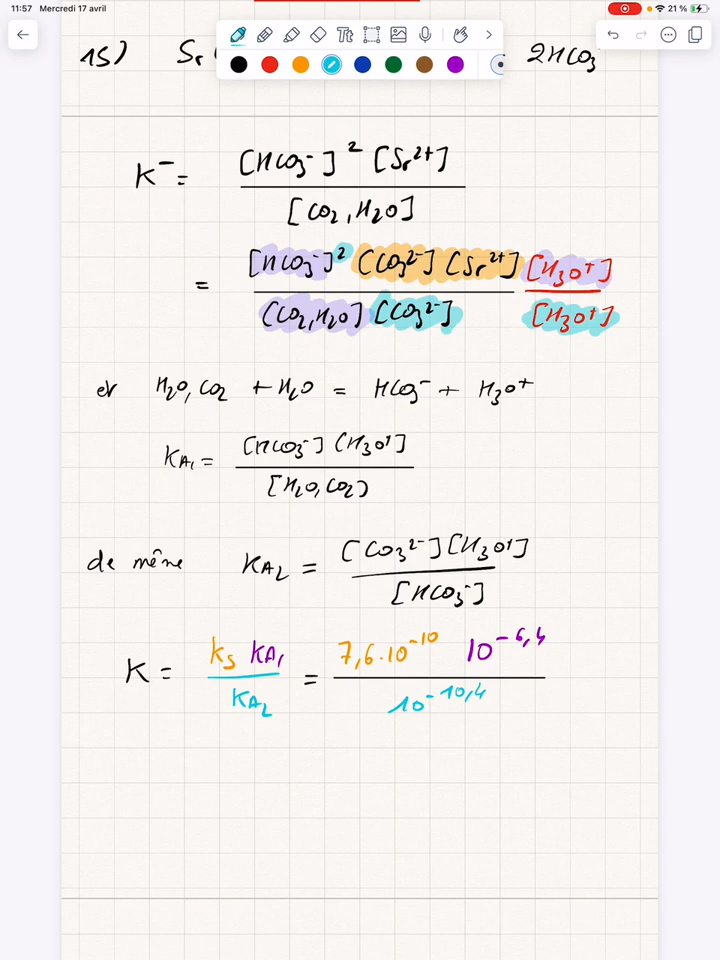 11:57 Mercredi 17 avril 21 %
15) Sr 2HCO3
K = [HCO3-]² [Sr2+] / [CO2,H2O]
= [HCO3-]² [CO3²-] [Sr2+] [H3O+] / [CO2,H2O] [CO3²-] [H3O+]
et H2O,CO2 + H2O = HCO3- + H3O+
KA1 = [HCO3-] [H3O+] / [H2O,CO2]
de même KA2 = [CO3²-] [H3O+] / [HCO3-]
K = ks KA1 / KA2 = 7,6.10^-10 10^-6,4 / 10^-10,4